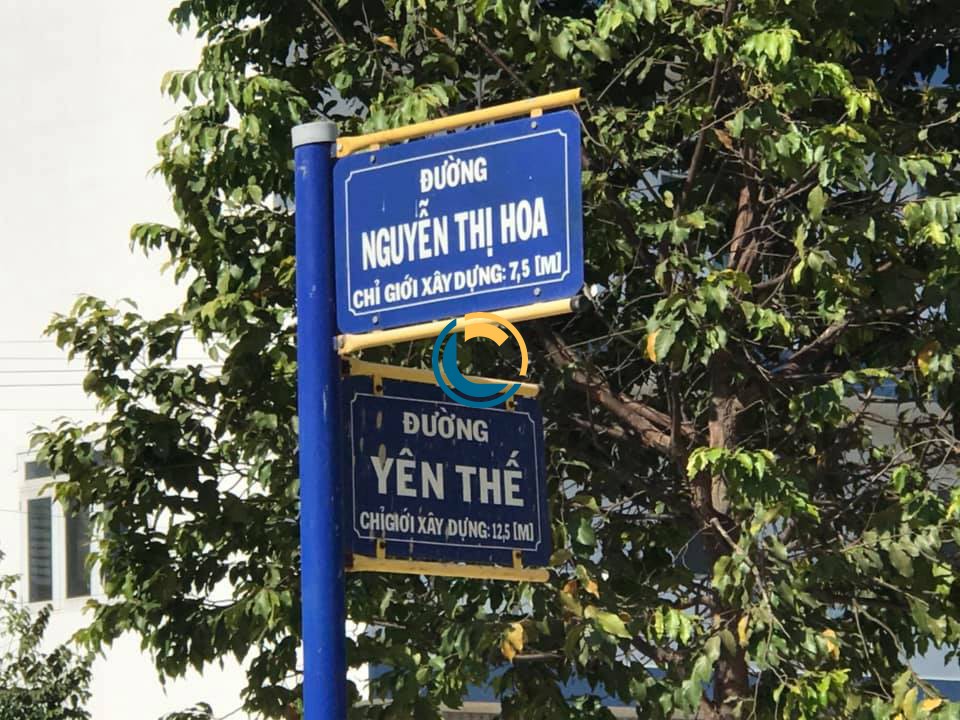 ĐƯỜNG
NGUYỄN THỊ HOA
CHỈ GIỚI XÂY DỰNG: 7,5 [M]
ĐƯỜNG
YÊN THẾ
CHỈ GIỚI XÂY DỰNG: 12,5 [M]